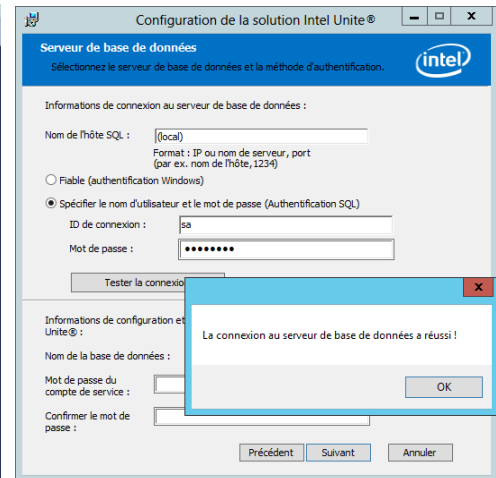 Configuration de la solution Intel Unite®
Serveur de base de
données
Sélectionnez le serveur de base de données et la méthode d'authentification.
intel
Informations de connexion au serveur de base de données :
Nom de l'hôte SQL :
(local)
Format : IP ou nom de serveur, port
(par ex. nom de l'hôte,1234)
Fiable (authentification Windows)
Spécifier le nom d'utilisateur et le mot de passe (Authentification SQL)
ID de connexion :
sa
Mot de passe :
Tester la connexio
Informations de configuration et
Unite® :
Nom de la base de données :
Mot de passe du
compte de service :
Confirmer le mot de
passe :
La connexion au serveur de base de données a réussi !
OK
Précédent
Suivant
Annuler